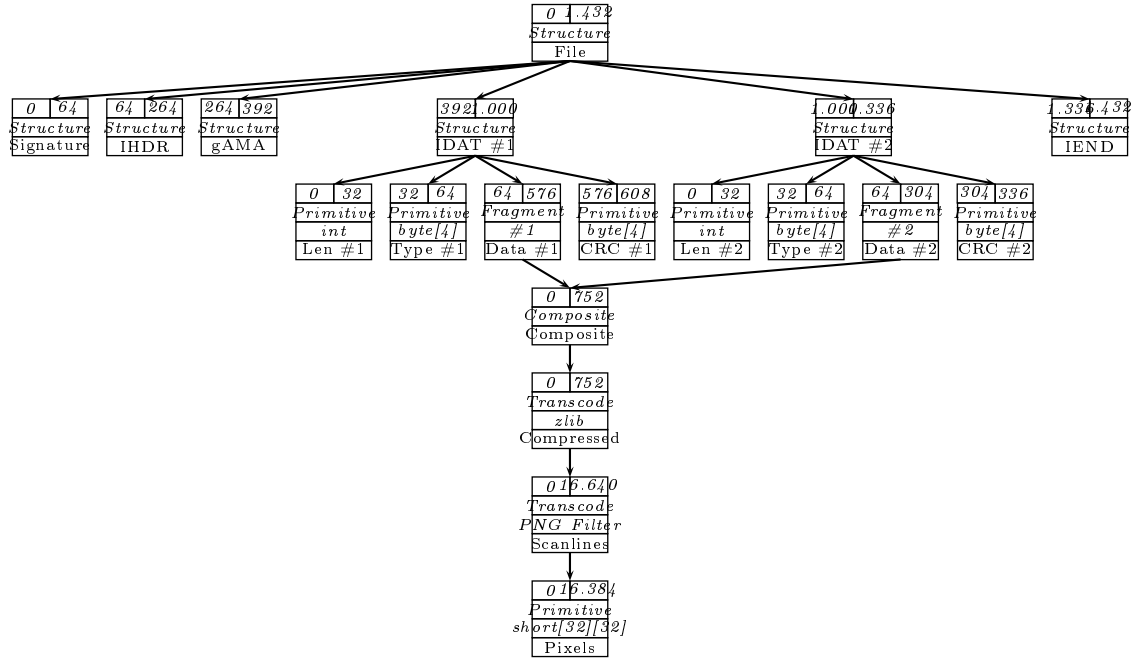 0 1.432
Structure
File
0 64
Structure
Signature
64 264
Structure
IHDR
264 392
Structure
gAMA
392 1.000
Structure
IDAT #1
1.000 1.336
Structure
IDAT #2
1.336 1.432
Structure
IEND
0 32
Primitive
int
Len #1
32 64
Primitive
byte[4]
Type #1
64 576
Fragment
#1
Data #1
576 608
Primitive
byte[4]
CRC #1
0 32
Primitive
int
Len #2
32 64
Primitive
byte[4]
Type #2
64 304
Fragment
#2
Data #2
304 336
Primitive
byte[4]
CRC #2
0 752
Composite
Composite
0 752
Transcode
zlib
Compressed
0 16.640
Transcode
PNG Filter
Scanlines
0 16.384
Primitive
short[32][32]
Pixels